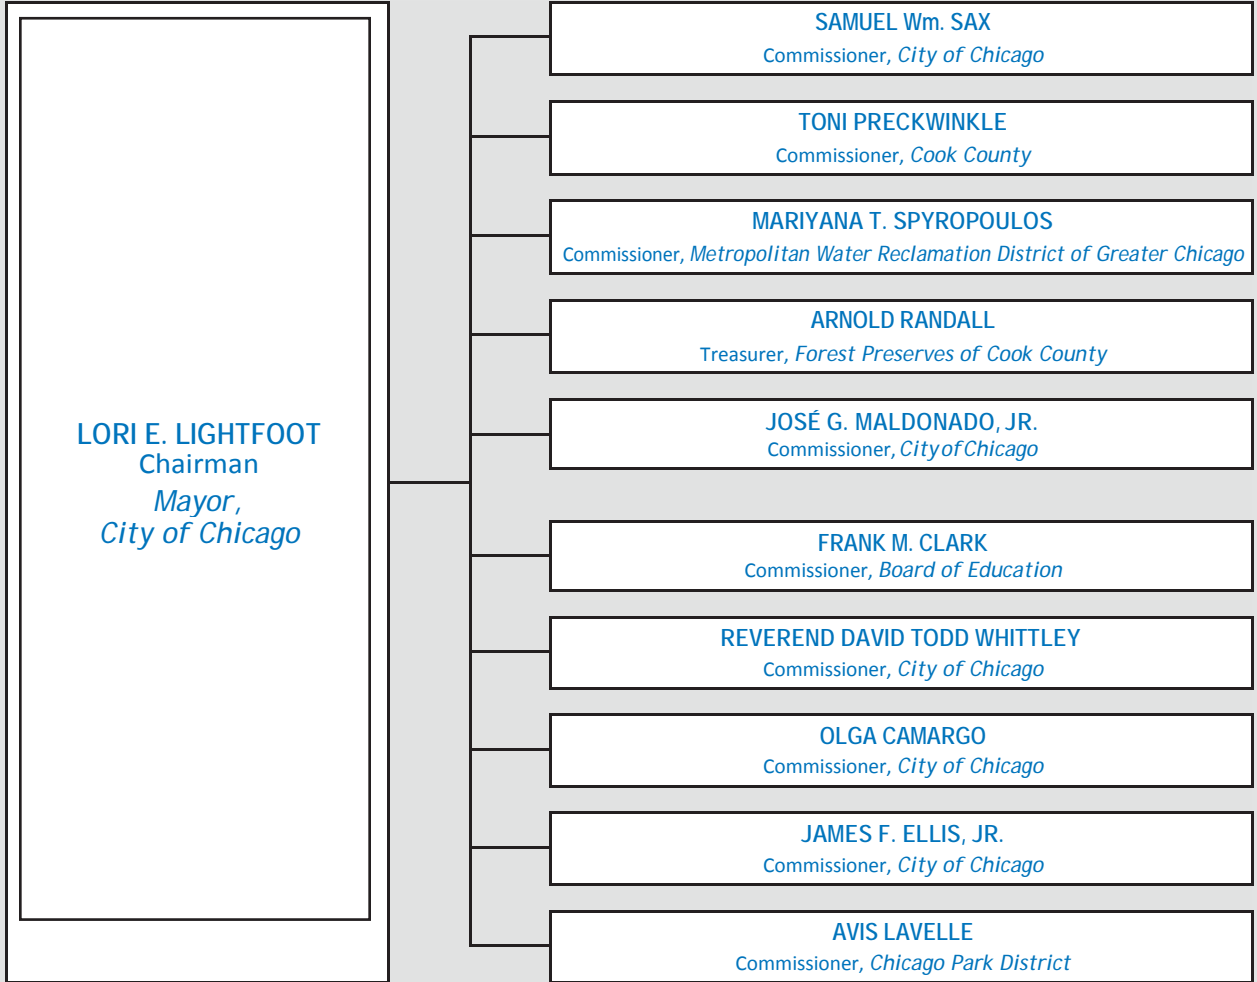 LORI E. LIGHTFOOT
Chairman
Mayor,
City of Chicago
SAMUEL Wm. SAX
Commissioner, City of Chicago
TONI PRECKWINKLE
Commissioner, Cook County
MARIYANA T. SPYROPOULOS
Commissioner, Metropolitan Water Reclamation District of Greater Chicago
ARNOLD RANDALL
Treasurer, Forest Preserves of Cook County
JOSÉ G. MALDONADO, JR.
Commissioner, City of Chicago
FRANK M. CLARK
Commissioner, Board of Education
REVEREND DAVID TODD WHITTLEY
Commissioner, City of Chicago
OLGA CAMARGO
Commissioner, City of Chicago
JAMES F. ELLIS, JR.
Commissioner, City of Chicago
AVIS LAVELLE
Commissioner, Chicago Park District